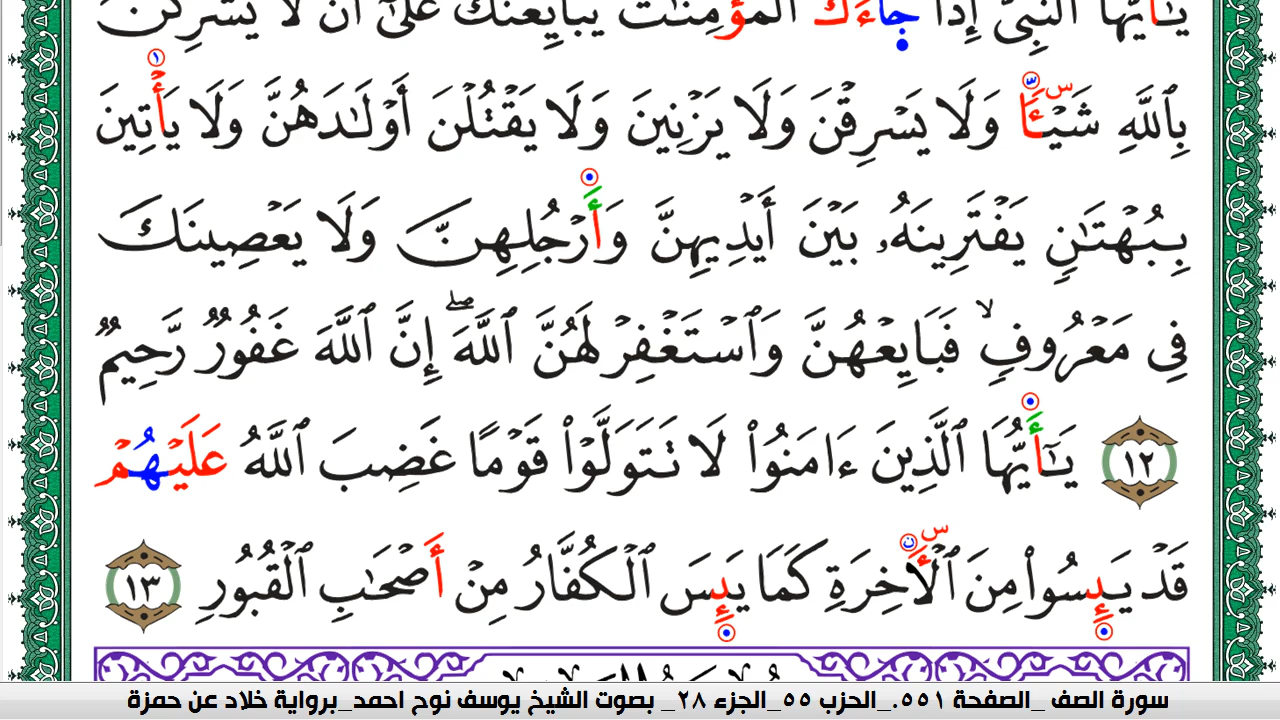 يَٰٓأَيُّهَا ٱلنَّبِيُّ إِذَا جَآءَكَ ٱلْمُؤْمِنَٰتُ يُبَايِعْنَكَ عَلَىٰٓ أَن لَّا يُشْرِكْنَ
بِٱللَّهِ شَيْـًٔا وَلَا يَسْرِقْنَ وَلَا يَزْنِينَ وَلَا يَقْتُلْنَ أَوْلَٰدَهُنَّ وَلَا يَأْتِينَ
بِبُهْتَٰنٍ يَفْتَرِينَهُۥ بَيْنَ أَيْدِيهِنَّ وَأَرْجُلِهِنَّ وَلَا يَعْصِينَكَ
فِى مَعْرُوفٍ ۙ فَبَايِعْهُنَّ وَٱسْتَغْفِرْ لَهُنَّ ٱللَّهَ ۖ إِنَّ ٱللَّهَ غَفُورٌ رَّحِيمٌ
١٢ يَٰٓأَيُّهَا ٱلَّذِينَ ءَامَنُوا۟ لَا تَتَوَلَّوْا۟ قَوْمًا غَضِبَ ٱللَّهُ عَلَيْهُمْ
قَدْ يَئِسُوا۟ مِنَ ٱلْأَخِرَةِ كَمَا يَئِسَ ٱلْكُفَّارُ مِنْ أَصْحَٰبِ ٱلْقُبُورِ ١٣
سورة الصف _الصفحة ٥٥١._الحزب ٥٥_الجزء ٢٨_ بصوت الشيخ يوسف نوح احمد_برواية خلاد عن حمزة